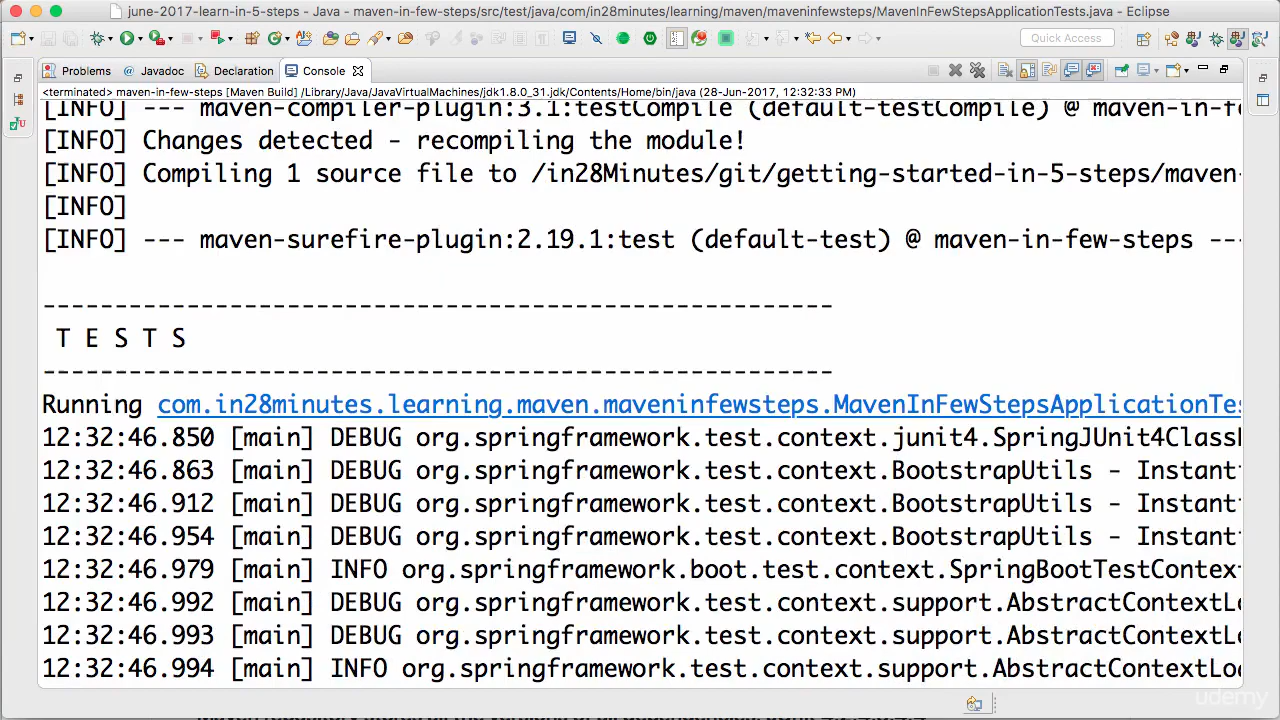 june-2017-learn-in-5-steps - Java - maven-in-few-steps/src/test/java/com/in28minutes/learning/maven/maveninfewsteps/MavenInFewStepsApplicationTests.java - Eclipse
Quick Access
Problems @ Javadoc Declaration Console
<terminated> maven-in-few-steps [Maven Build] /Library/Java/JavaVirtualMachines/jdk1.8.0_31.jdk/Contents/Home/bin/java (28-Jun-2017, 12:32:33 PM)
[INFO] --- maven-compiler-plugin:3.1:testCompile (default-testCompile) @ maven-in-fe
[INFO] Changes detected - recompiling the module!
[INFO] Compiling 1 source file to /in28Minutes/git/getting-started-in-5-steps/maven-
[INFO]
[INFO] --- maven-surefire-plugin:2.19.1:test (default-test) @ maven-in-few-steps ---
-------------------------------------------------------
T E S T S
-------------------------------------------------------
Running com.in28minutes.learning.maven.maveninfewsteps.MavenInFewStepsApplicationTes
12:32:46.850 [main] DEBUG org.springframework.test.context.junit4.SpringJUnit4Class
12:32:46.863 [main] DEBUG org.springframework.test.context.BootstrapUtils - Instant
12:32:46.912 [main] DEBUG org.springframework.test.context.BootstrapUtils - Instant
12:32:46.954 [main] DEBUG org.springframework.test.context.BootstrapUtils - Instant
12:32:46.979 [main] INFO org.springframework.boot.test.context.SpringBootTestContex
12:32:46.992 [main] DEBUG org.springframework.test.context.support.AbstractContextLo
12:32:46.993 [main] DEBUG org.springframework.test.context.support.AbstractContextLo
12:32:46.994 [main] INFO org.springframework.test.context.support.AbstractContextLoa
udemy